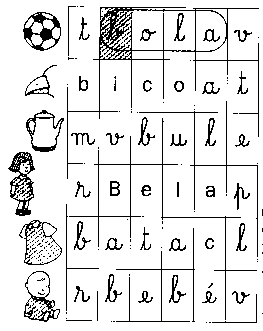 t b o l a v
b i c o a t
m v b u l e
r B e l a p
b a t a c l
r b e b é v